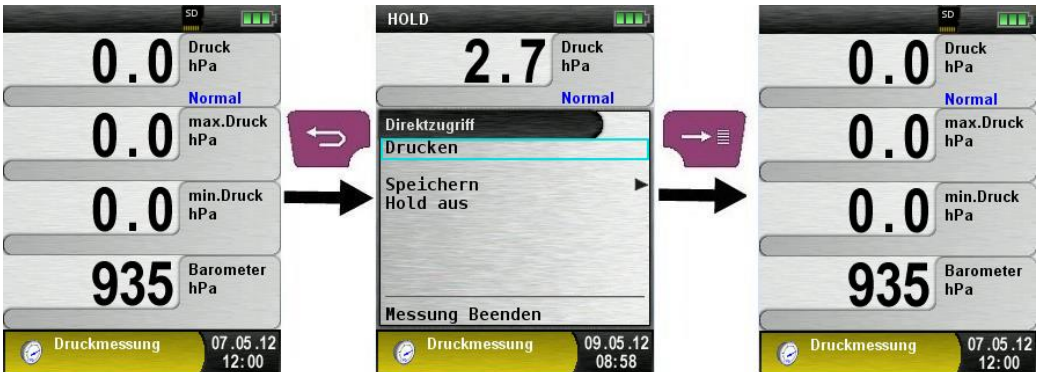 SD
0.0 Druck
hPa
Normal
0.0 max.Druck
hPa
0.0 min.Druck
hPa
935 Barometer
hPa
Druckmessung 07.05.12
12:00
HOLD
2.7 Druck
hPa
Normal
Direktzugriff
Drucken
Speichern
Hold aus
Messung Beenden
Druckmessung 09.05.12
08:58
SD
0.0 Druck
hPa
Normal
0.0 max.Druck
hPa
0.0 min.Druck
hPa
935 Barometer
hPa
Druckmessung 07.05.12
12:00